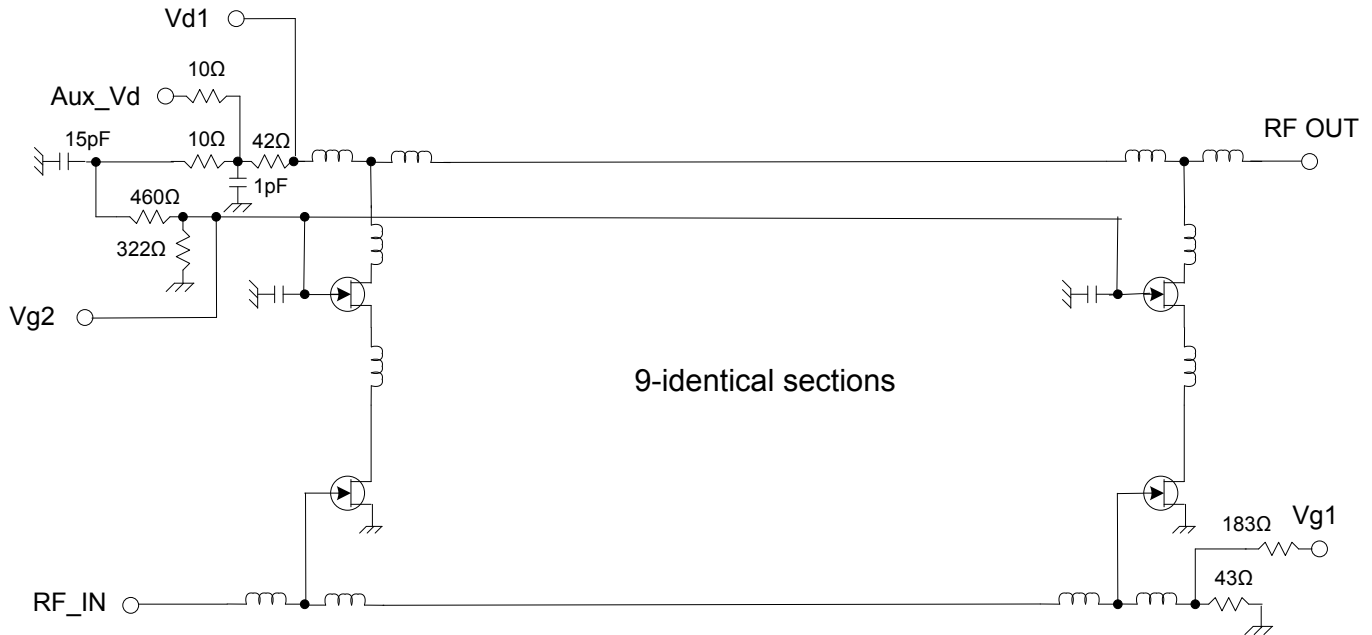 Vd1
10Ω
Aux_Vd
15pF
10Ω
42Ω
RF OUT
1pF
460Ω
322Ω
Vg2
9-identical sections
183Ω
Vg1
43Ω
RF_IN